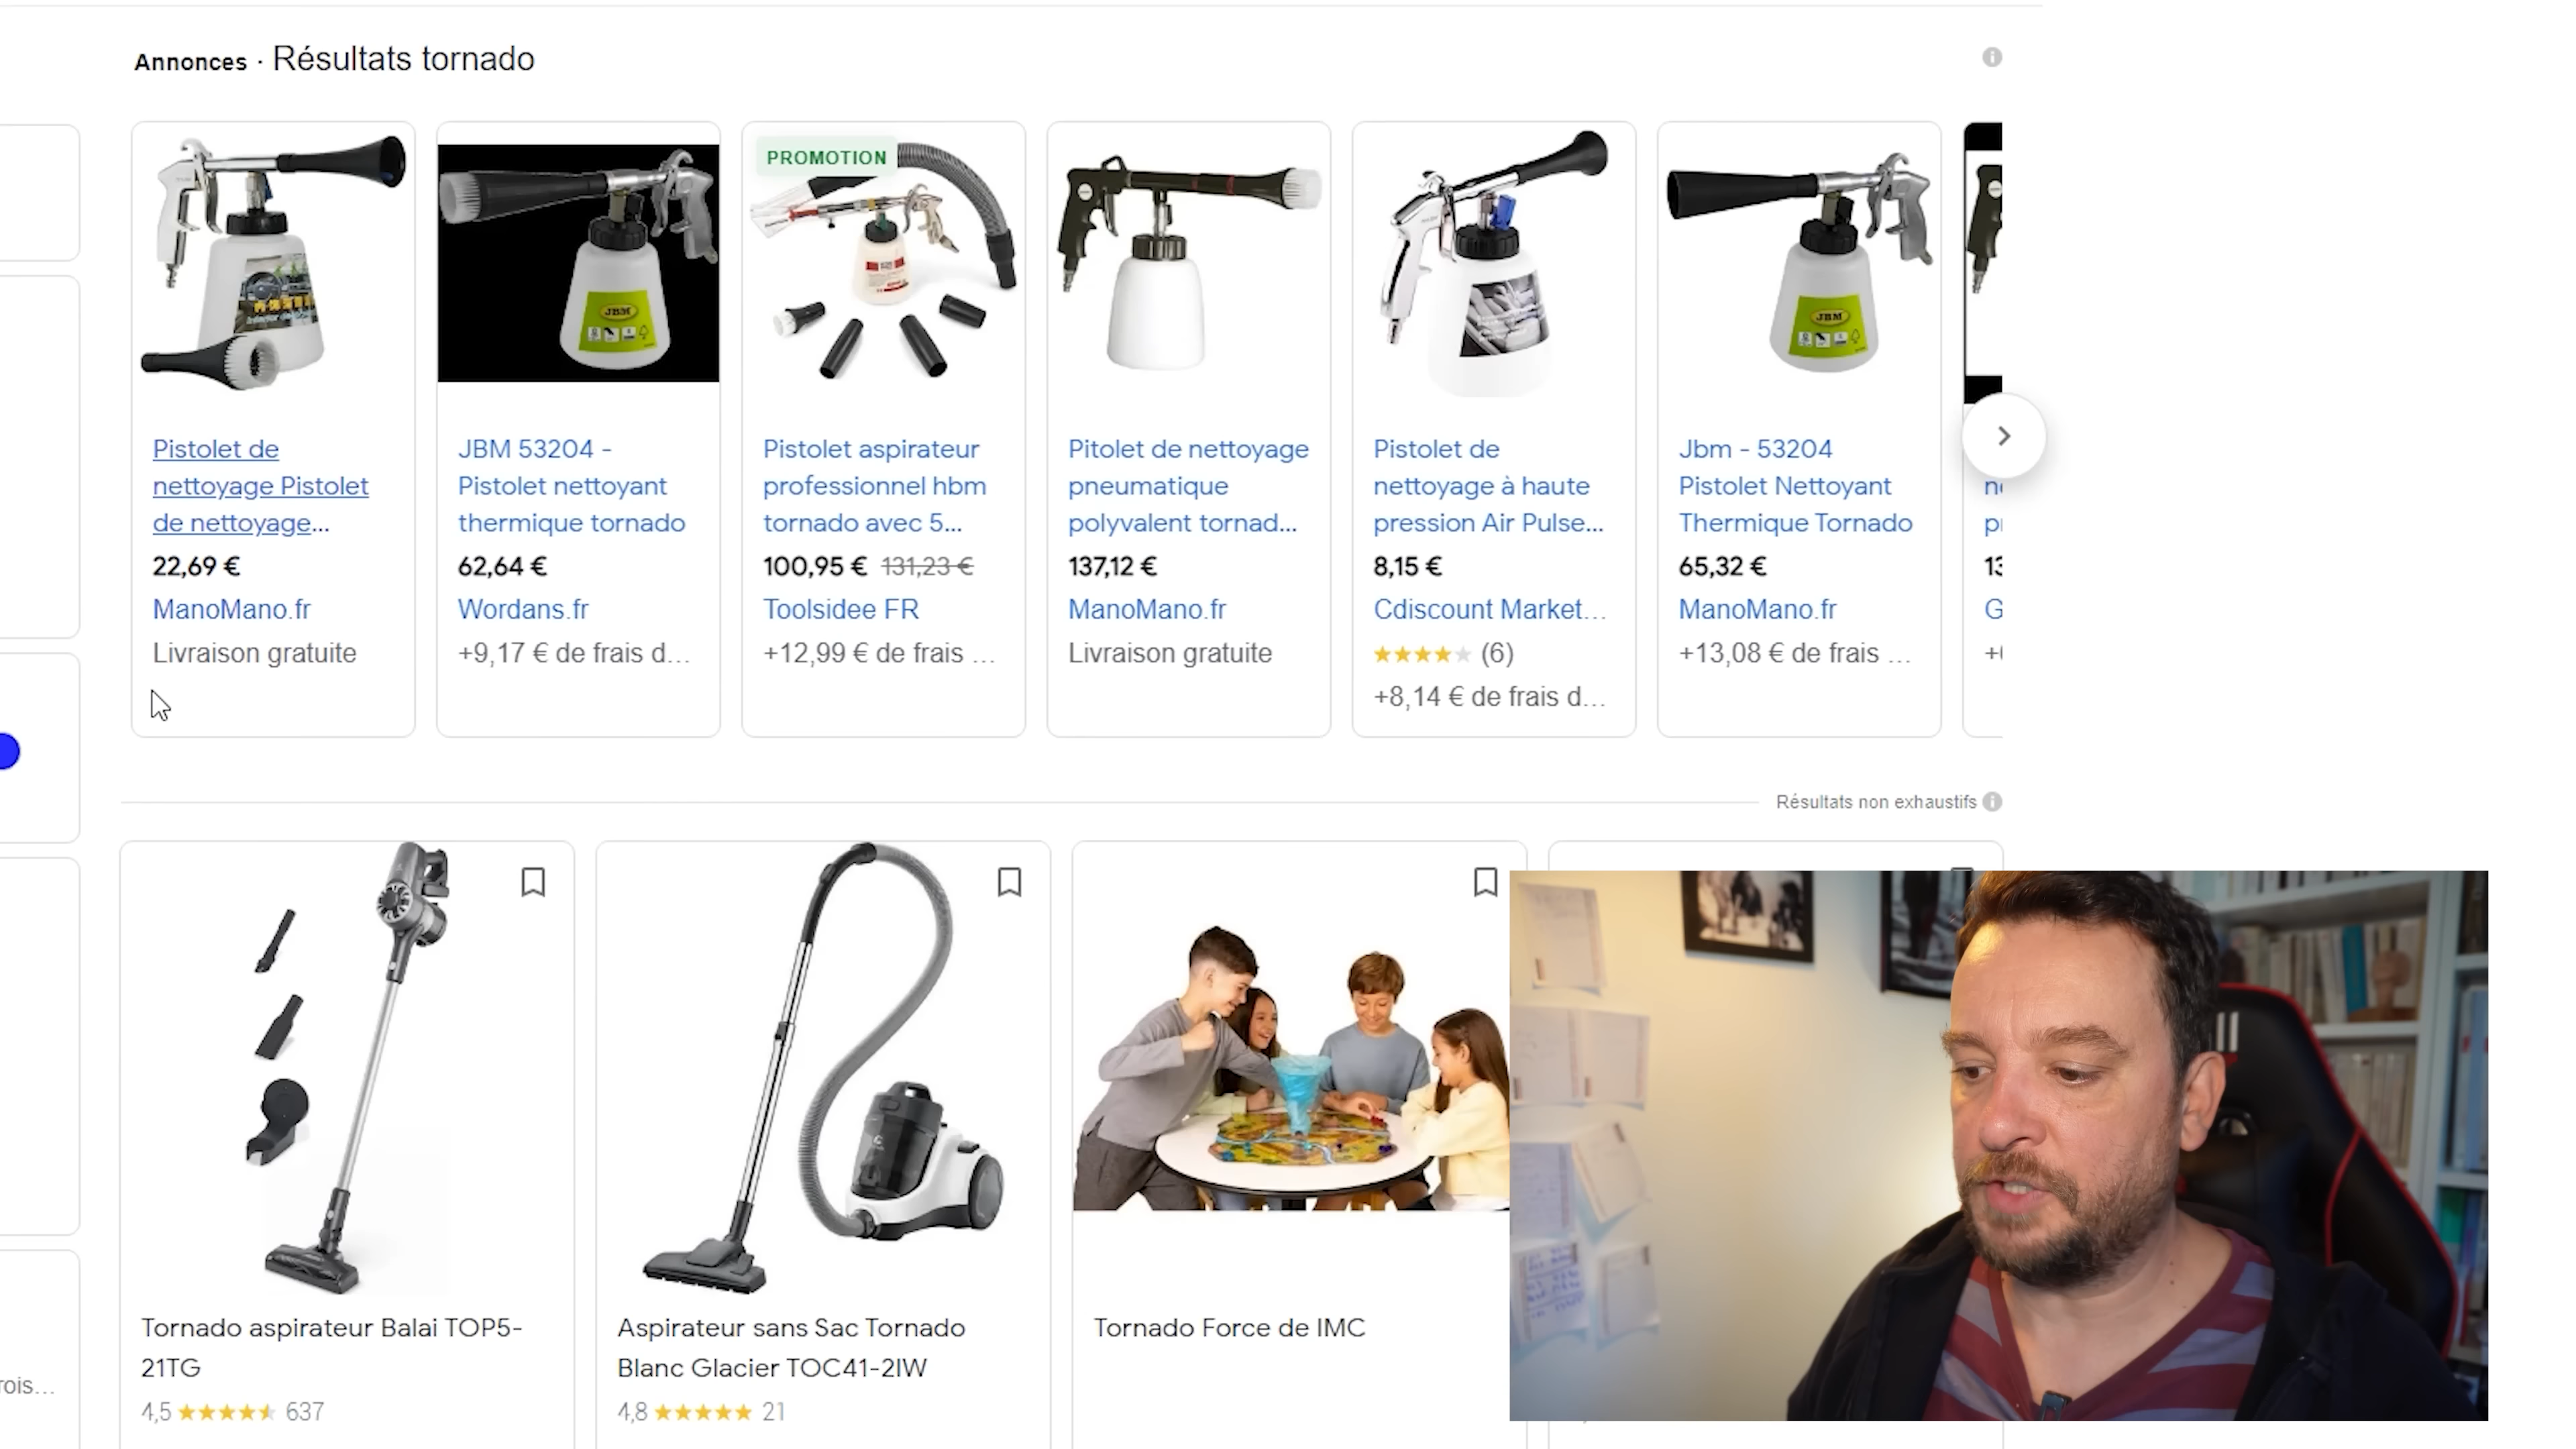 Annonces · Résultats tornado
PROMOTION
Pistolet de
nettoyage Pistolet
de nettoyage...
22,69 €
ManoMano.fr
Livraison gratuite
JBM
JBM 53204 -
Pistolet nettoyant
thermique tornado
62,64 €
Wordans.fr
+9,17 € de frais d...
Pistolet aspirateur
professionnel hbm
tornado avec 5...
100,95 € 131,23 €
Toolsidee FR
+12,99 € de frais ...
Pitolet de nettoyage
pneumatique
polyvalent tornad...
137,12 €
ManoMano.fr
Livraison gratuite
Pistolet de
nettoyage à haute
pression Air Pulse...
8,15 €
Cdiscount Market...
(6)
+8,14 € de frais d...
JBM
Jbm - 53204
Pistolet Nettoyant
Thermique Tornado
65,32 €
ManoMano.fr
+13,08 € de frais ...
Résultats non exhaustifs
Tornado aspirateur Balai TOP5-
21TG
4,5 637
Aspirateur sans Sac Tornado
Blanc Glacier TOC41-2IW
4,8 21
Tornado Force de IMC
rois...